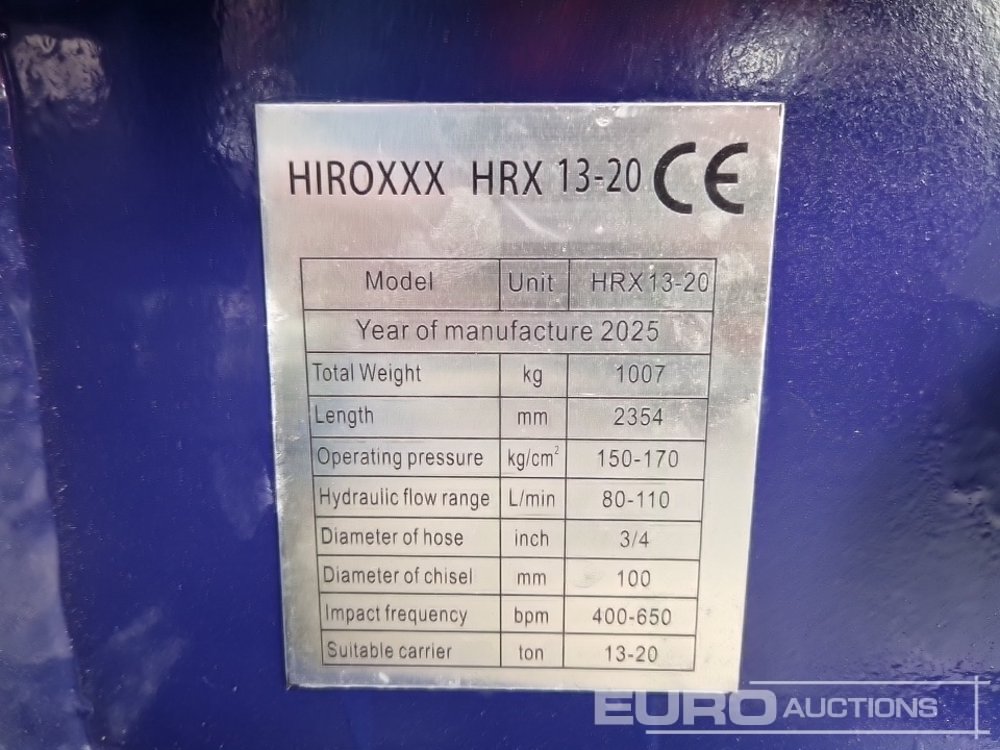 HIROXXX HRX 13-20 CE
Model Unit HRX13-20
Year of manufacture 2025
Total Weight kg 1007
Length mm 2354
Operating pressure kg/cm² 150-170
Hydraulic flow range L/min 80-110
Diameter of hose inch 3/4
Diameter of chisel mm 100
Impact frequency bpm 400-650
Suitable carrier ton 13-20
EURO AUCTIONS